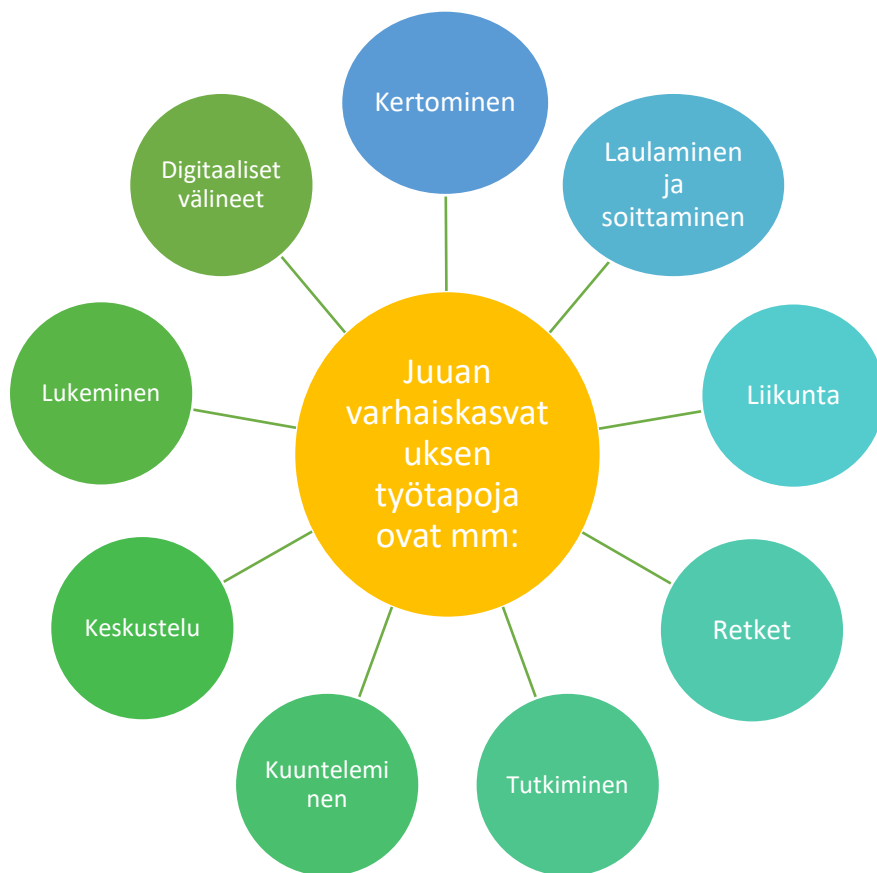 Kertominen
Laulaminen
ja
soittaminen
Liikunta
Retket
Tutkiminen
Kuuntelemi
nen
Keskustelu
Lukeminen
Digitaaliset
välineet
Juuan
varhaiskasvat
uksen
työtapoja
ovat mm: